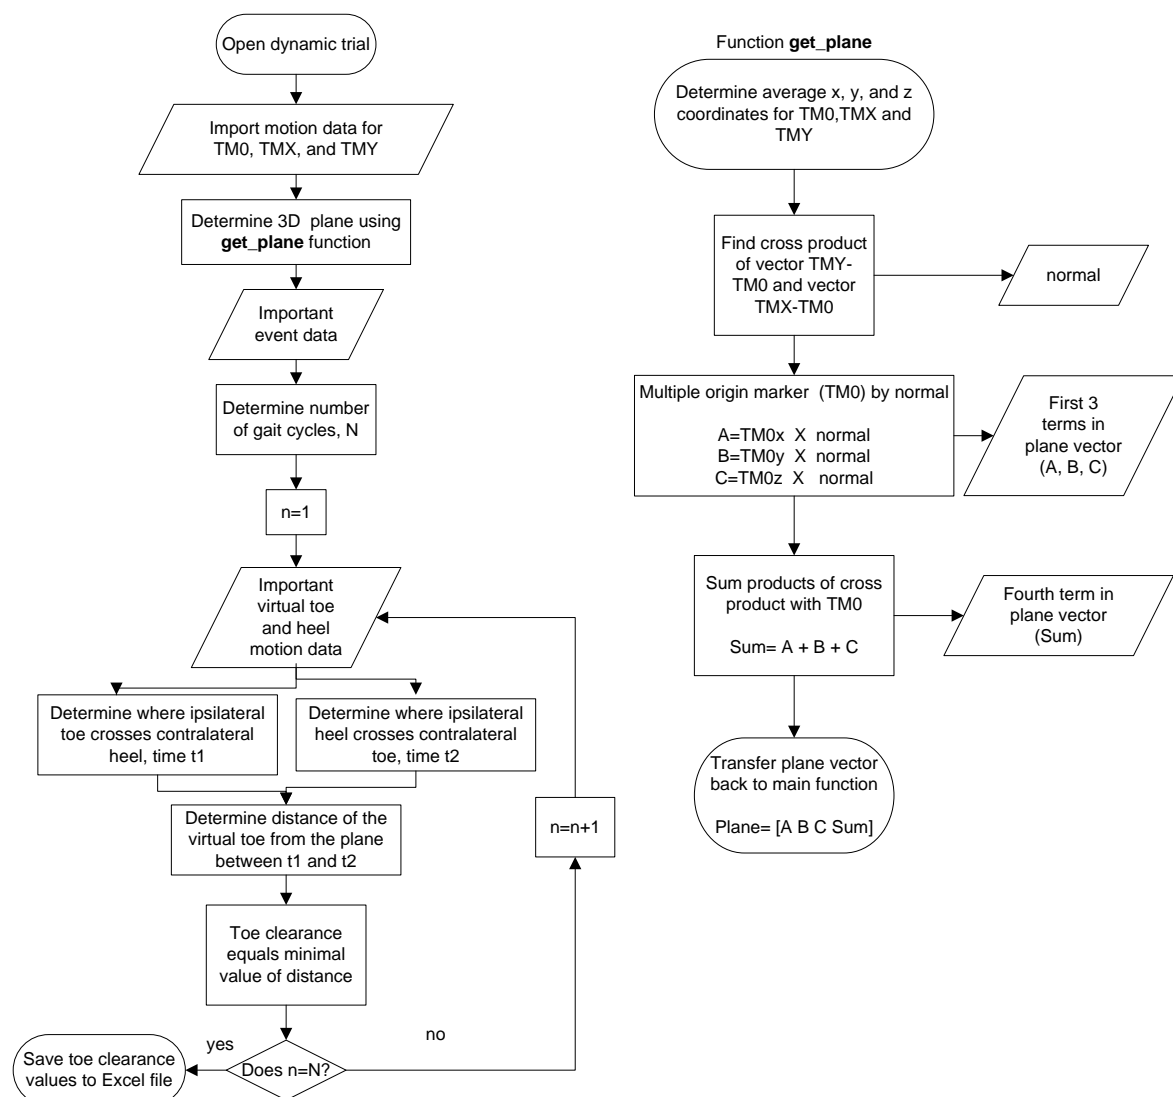 Open dynamic trial
Import motion data for
TM0, TMX, and TMY
Determine 3D  plane using
get_plane function
Important
event data
Determine number
of gait cycles, N
n=1
Important
virtual toe
and heel
motion data
Determine where ipsilateral
toe crosses contralateral
heel, time t1
Determine where ipsilateral
heel crosses contralateral
toe, time t2
Determine distance of the
virtual toe from the plane
between t1 and t2
n=n+1
Toe clearance
equals minimal
value of distance
Does n=N?
yes
no
Save toe clearance
values to Excel file
Function get_plane
Determine average x, y, and z
coordinates for TM0,TMX and
TMY
Find cross product
of vector TMY-
TM0 and vector
TMX-TM0
normal
Multiple origin marker  (TM0) by normal
A=TM0x  X  normal
B=TM0y  X  normal
C=TM0z  X   normal
First 3
terms in
plane vector
(A, B, C)
Sum products of cross
product with TM0
Sum= A + B + C
Fourth term in
plane vector
(Sum)
Transfer plane vector
back to main function
Plane= [A B C Sum]